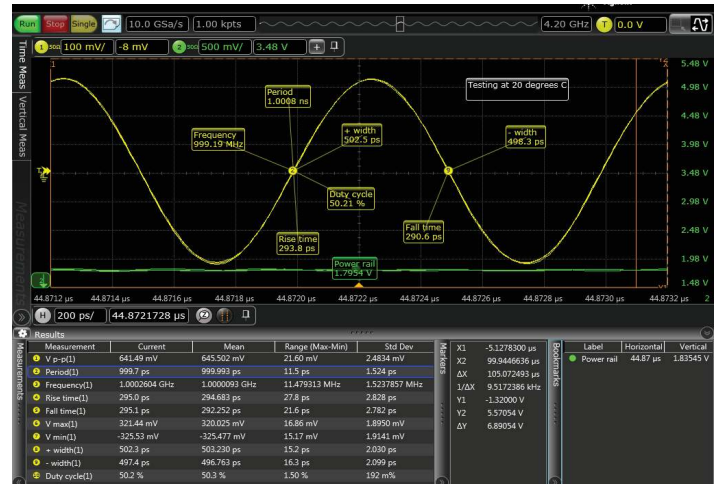 Run Stop Single 10.0 GSa/s 1.00 kpts 4.20 GHz T 0.0 V
1 50Ω 100 mV/ -8 mV 2 50Ω 500 mV/ 3.48 V +
Time Meas
Vertical Meas
Measurements
5.48 V
4.98 V
4.48 V
3.98 V
3.48 V
2.98 V
2.48 V
1.98 V
1.48 V
Testing at 20 degrees C
Period
1.0008 ns
Frequency
999.19 MHz
+ width
502.5 ps
- width
498.3 ps
Duty cycle
50.21 %
Rise time
293.8 ps
Fall time
290.6 ps
Power rail
1.7954 V
44.8712 µs 44.8714 µs 44.8716 µs 44.8718 µs 44.8720 µs 44.8722 µs 44.8724 µs 44.8726 µs 44.8728 µs 44.8730 µs 44.8732 µs 2
H 200 ps/ 44.8721728 µs
Results
Measurements
Measurement Current Mean Range (Max-Min) Std Dev
1 V p-p(1) 641.49 mV 645.502 mV 21.60 mV 2.4834 mV
2 Period(1) 999.7 ps 999.993 ps 11.5 ps 1.524 ps
3 Frequency(1) 1.0002604 GHz 1.0000093 GHz 11.479313 MHz 1.5237857 MHz
4 Rise time(1) 295.0 ps 294.683 ps 27.8 ps 2.828 ps
5 Fall time(1) 295.1 ps 292.252 ps 21.6 ps 2.782 ps
6 V max(1) 321.44 mV 320.025 mV 16.86 mV 1.8950 mV
7 V min(1) -325.53 mV -325.477 mV 15.17 mV 1.9141 mV
8 + width(1) 502.3 ps 503.230 ps 15.2 ps 2.030 ps
9 - width(1) 497.4 ps 496.763 ps 16.3 ps 2.099 ps
10 Duty cycle(1) 50.2 % 50.3 % 1.50 % 192 m%
Markers
X1 -5.1278300 µs
X2 99.9446636 µs
ΔX 105.072493 µs
1/ΔX 9.5172386 kHz
Y1 -1.32000 V
Y2 5.57054 V
ΔY 6.89054 V
Bookmarks
Label Horizontal Vertical
Power rail 44.87 µs 1.83545 V